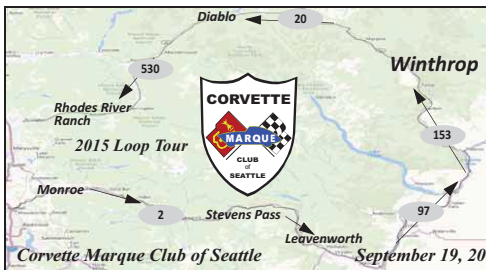 Diablo
20
Winthrop
530
Rhodes River
Ranch
CORVETTE
MARQUE
CLUB
of
SEATTLE
153
2015 Loop Tour
Monroe
2
Stevens Pass
97
Leavenworth
Corvette Marque Club of Seattle
September 19, 20